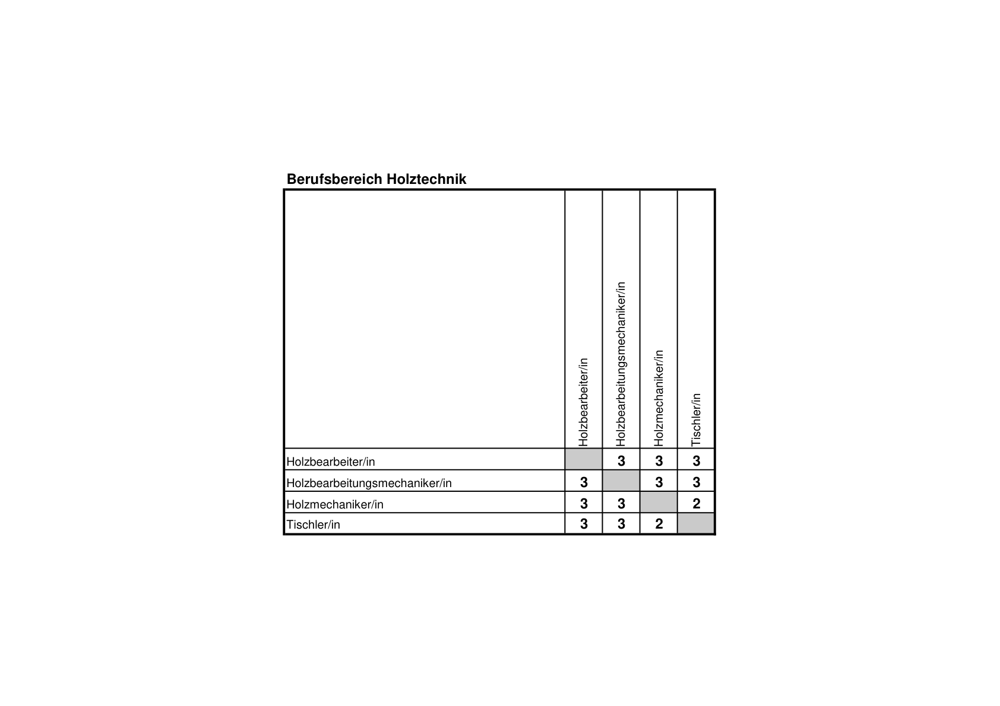 Berufsbereich Holztechnik
Holzbearbeiter/in
Holzbearbeitungsmechaniker/in
Holzmechaniker/in
Tischler/in
Holzbearbeiter/in 3 3 3
Holzbearbeitungsmechaniker/in 3 3 3
Holzmechaniker/in 3 3 2
Tischler/in 3 3 2